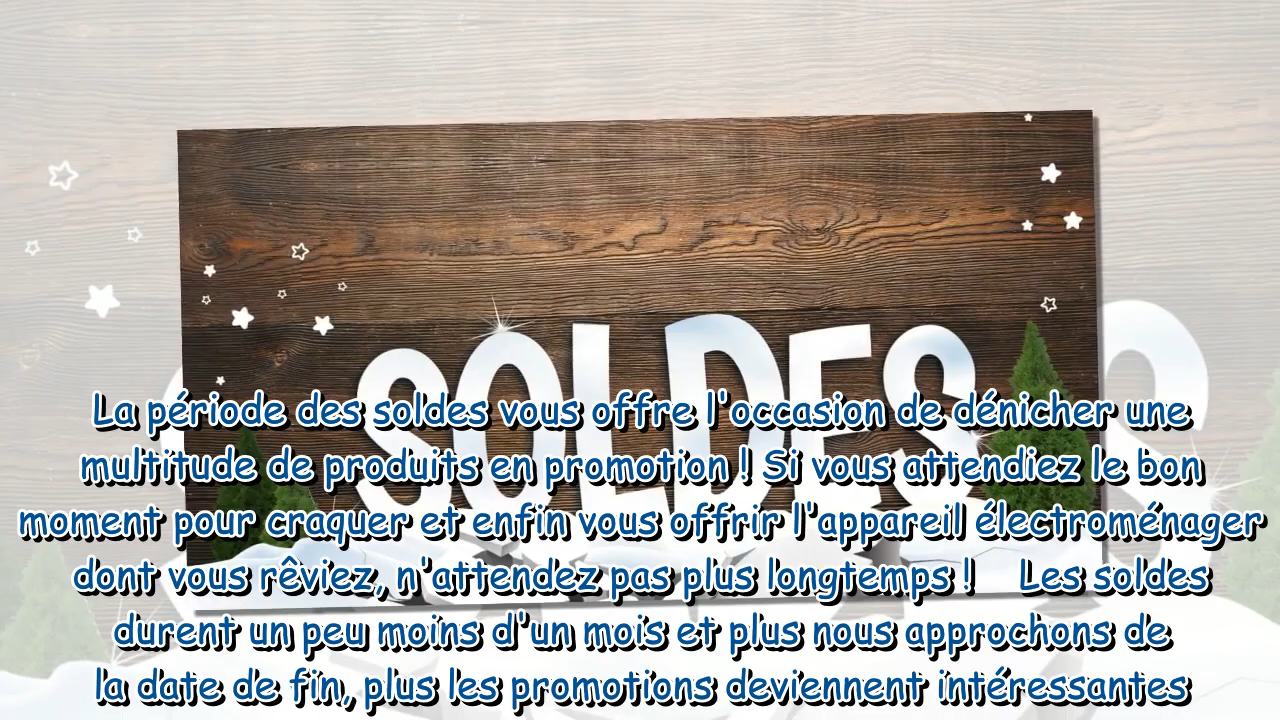 SOLDES
La période des soldes vous offre l'occasion de dénicher une
multitude de produits en promotion ! Si vous attendiez le bon
moment pour craquer et enfin vous offrir l'appareil électroménager
dont vous rêviez, n'attendez pas plus longtemps ! Les soldes
durent un peu moins d'un mois et plus nous approchons de
la date de fin, plus les promotions deviennent intéressantes